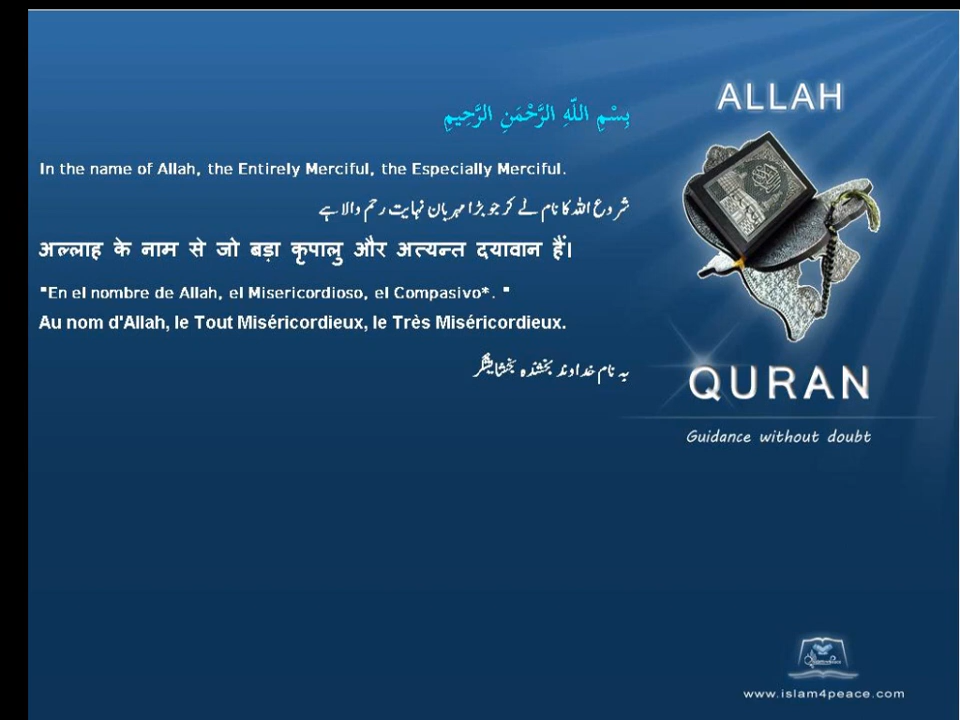 بِسْمِ اللّهِ الرَّحْمَنِ الرَّحِيمِ
In the name of Allah, the Entirely Merciful, the Especially Merciful.
شروع اللہ کا نام لے کر جو بڑا مہربان نہایت رحم والا ہے
अल्लाह के नाम से जो बड़ा कृपालु और अत्यन्त दयावान हैं।
"En el nombre de Allah, el Misericordioso, el Compasivo*. "
Au nom d'Allah, le Tout Miséricordieux, le Très Miséricordieux.
به نام خداوند بخشنده بخشایشگر
ALLAH
QURAN
Guidance without doubt
www.islam4peace.com